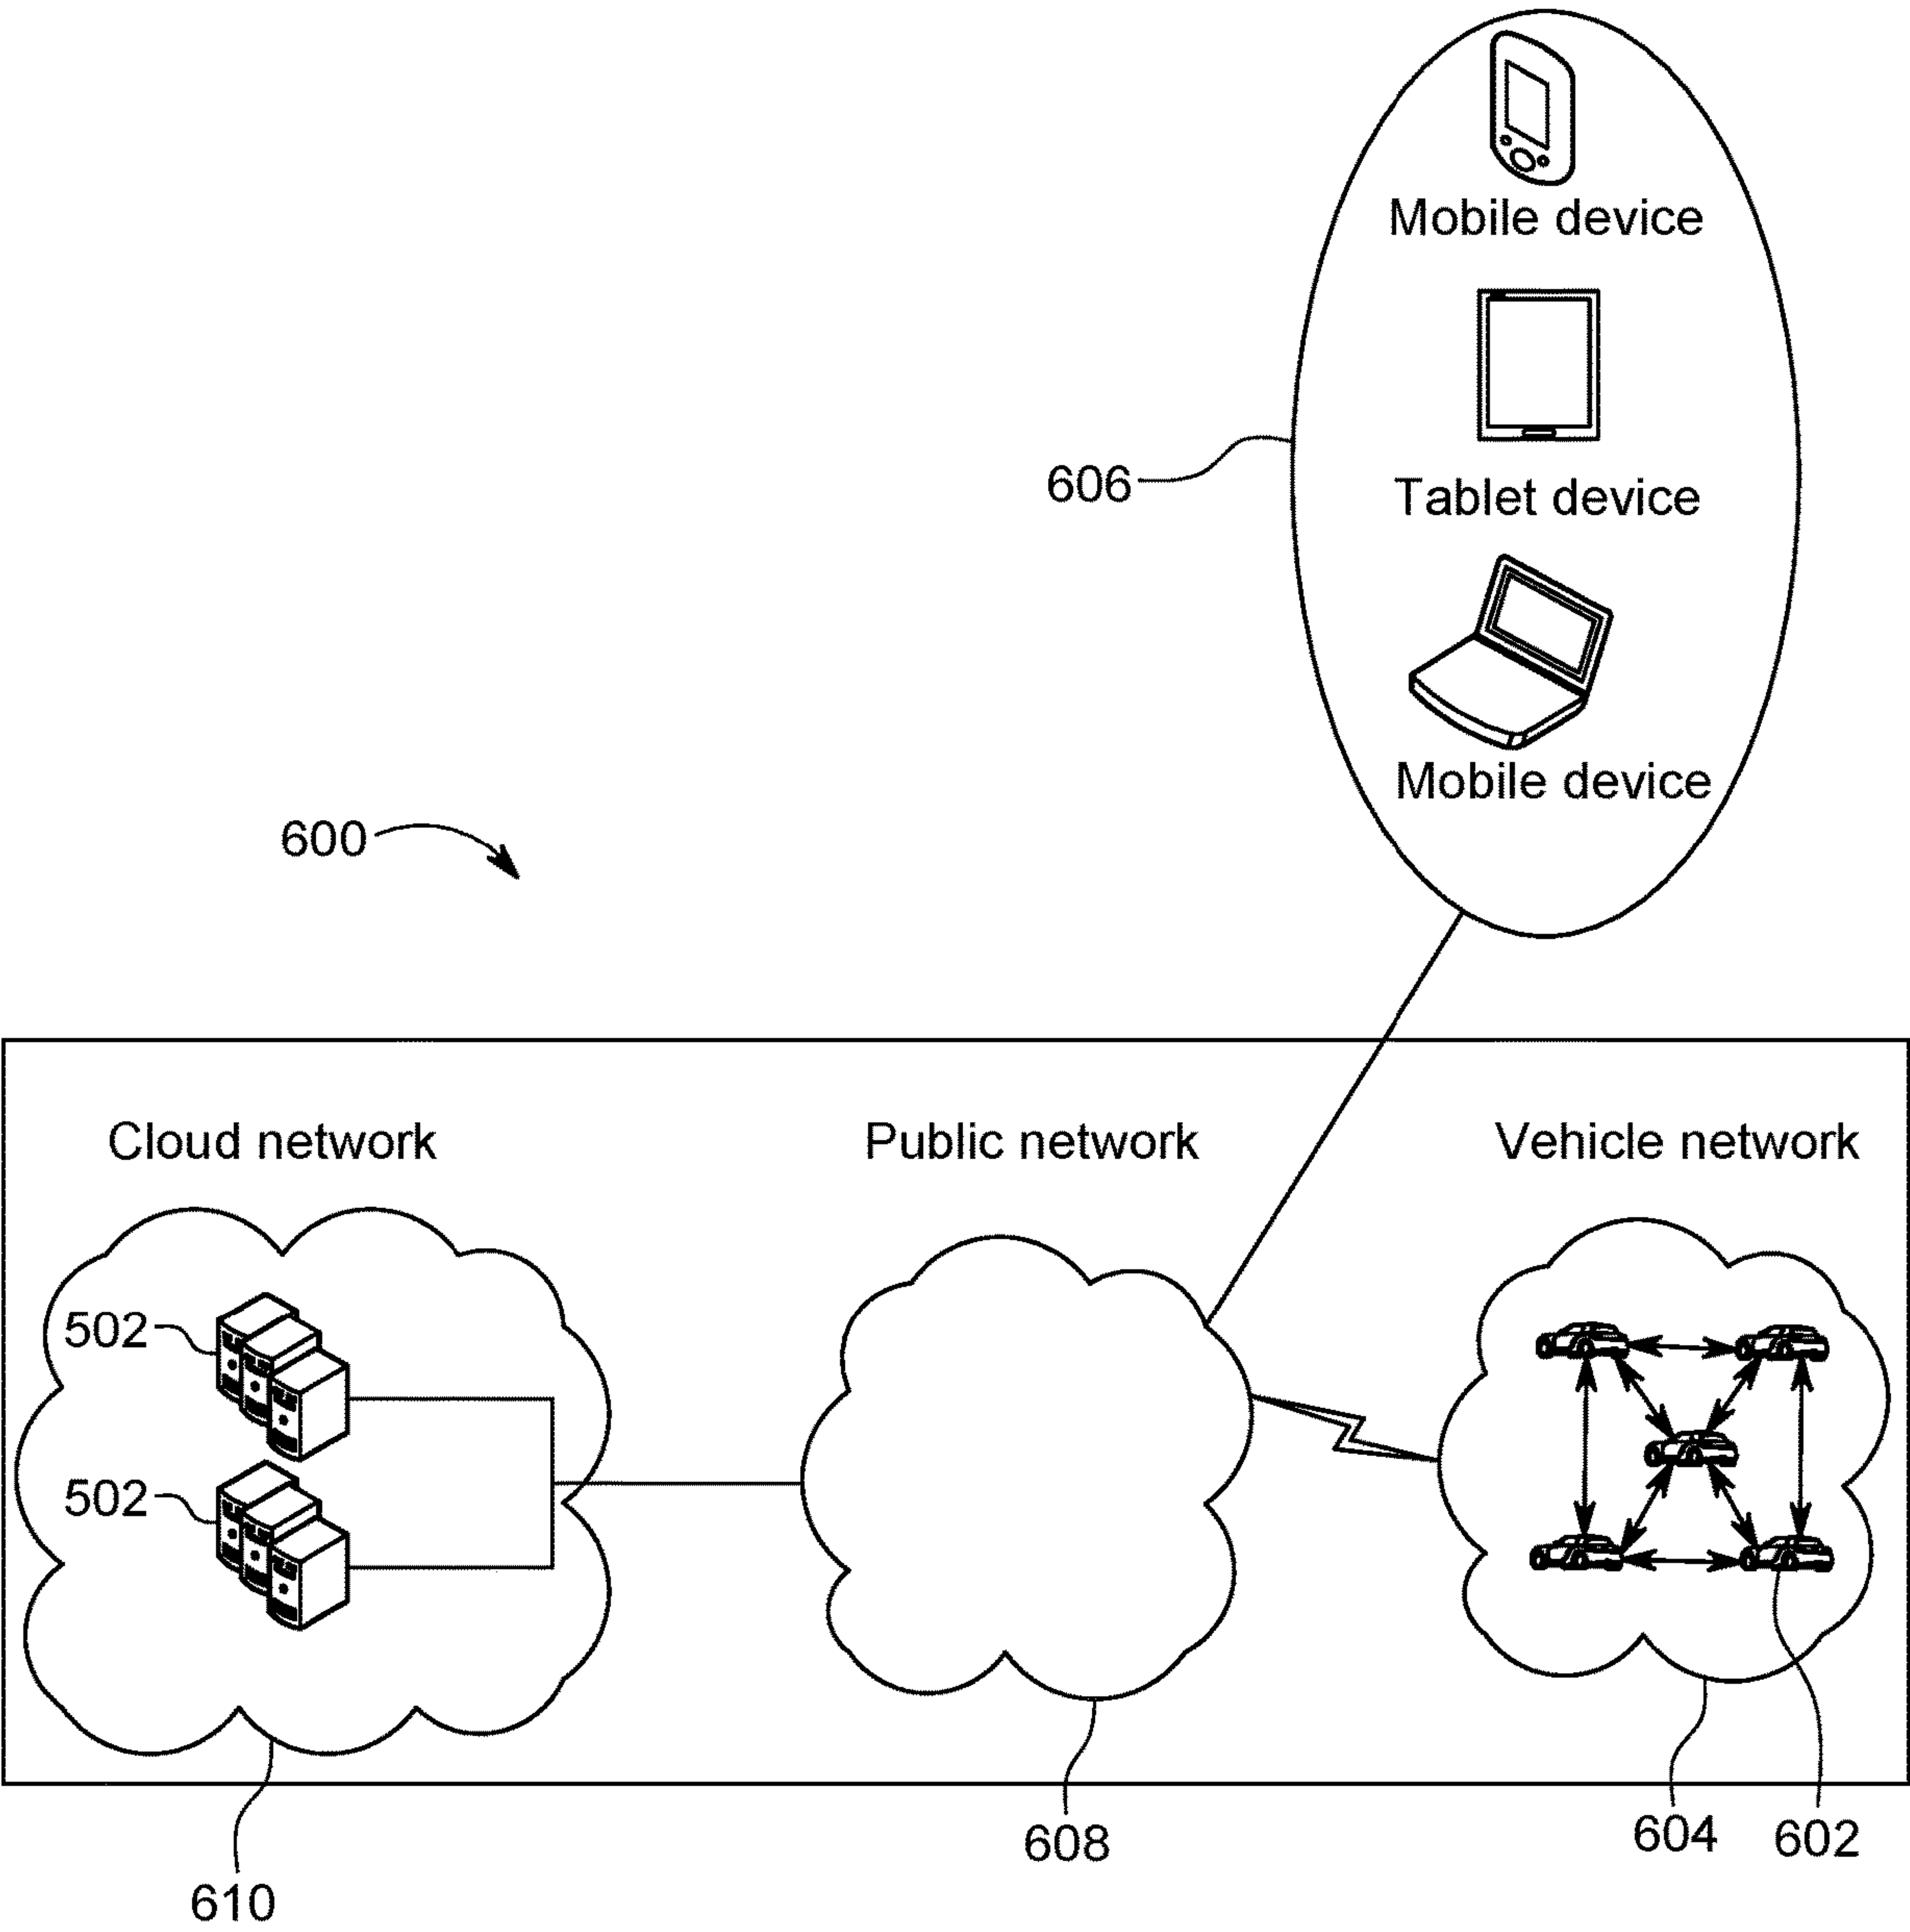 Mobile device
606
Tablet device
Mobile device
600
Cloud network
Public network
Vehicle network
502
502
610
608
604
602